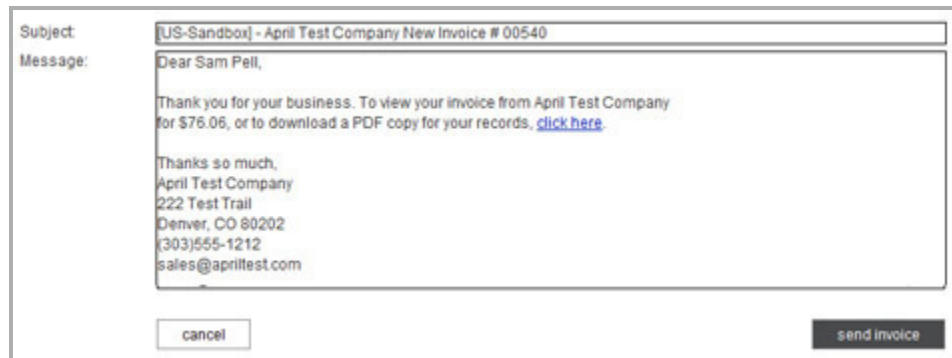 Subject: [US-Sandbox] - April Test Company New Invoice # 00540
Message: Dear Sam Pell,
Thank you for your business. To view your invoice from April Test Company
for $76.06, or to download a PDF copy for your records, click here.
Thanks so much,
April Test Company
222 Test Trail
Denver, CO 80202
(303)555-1212
sales@apriltest.com
cancel send invoice